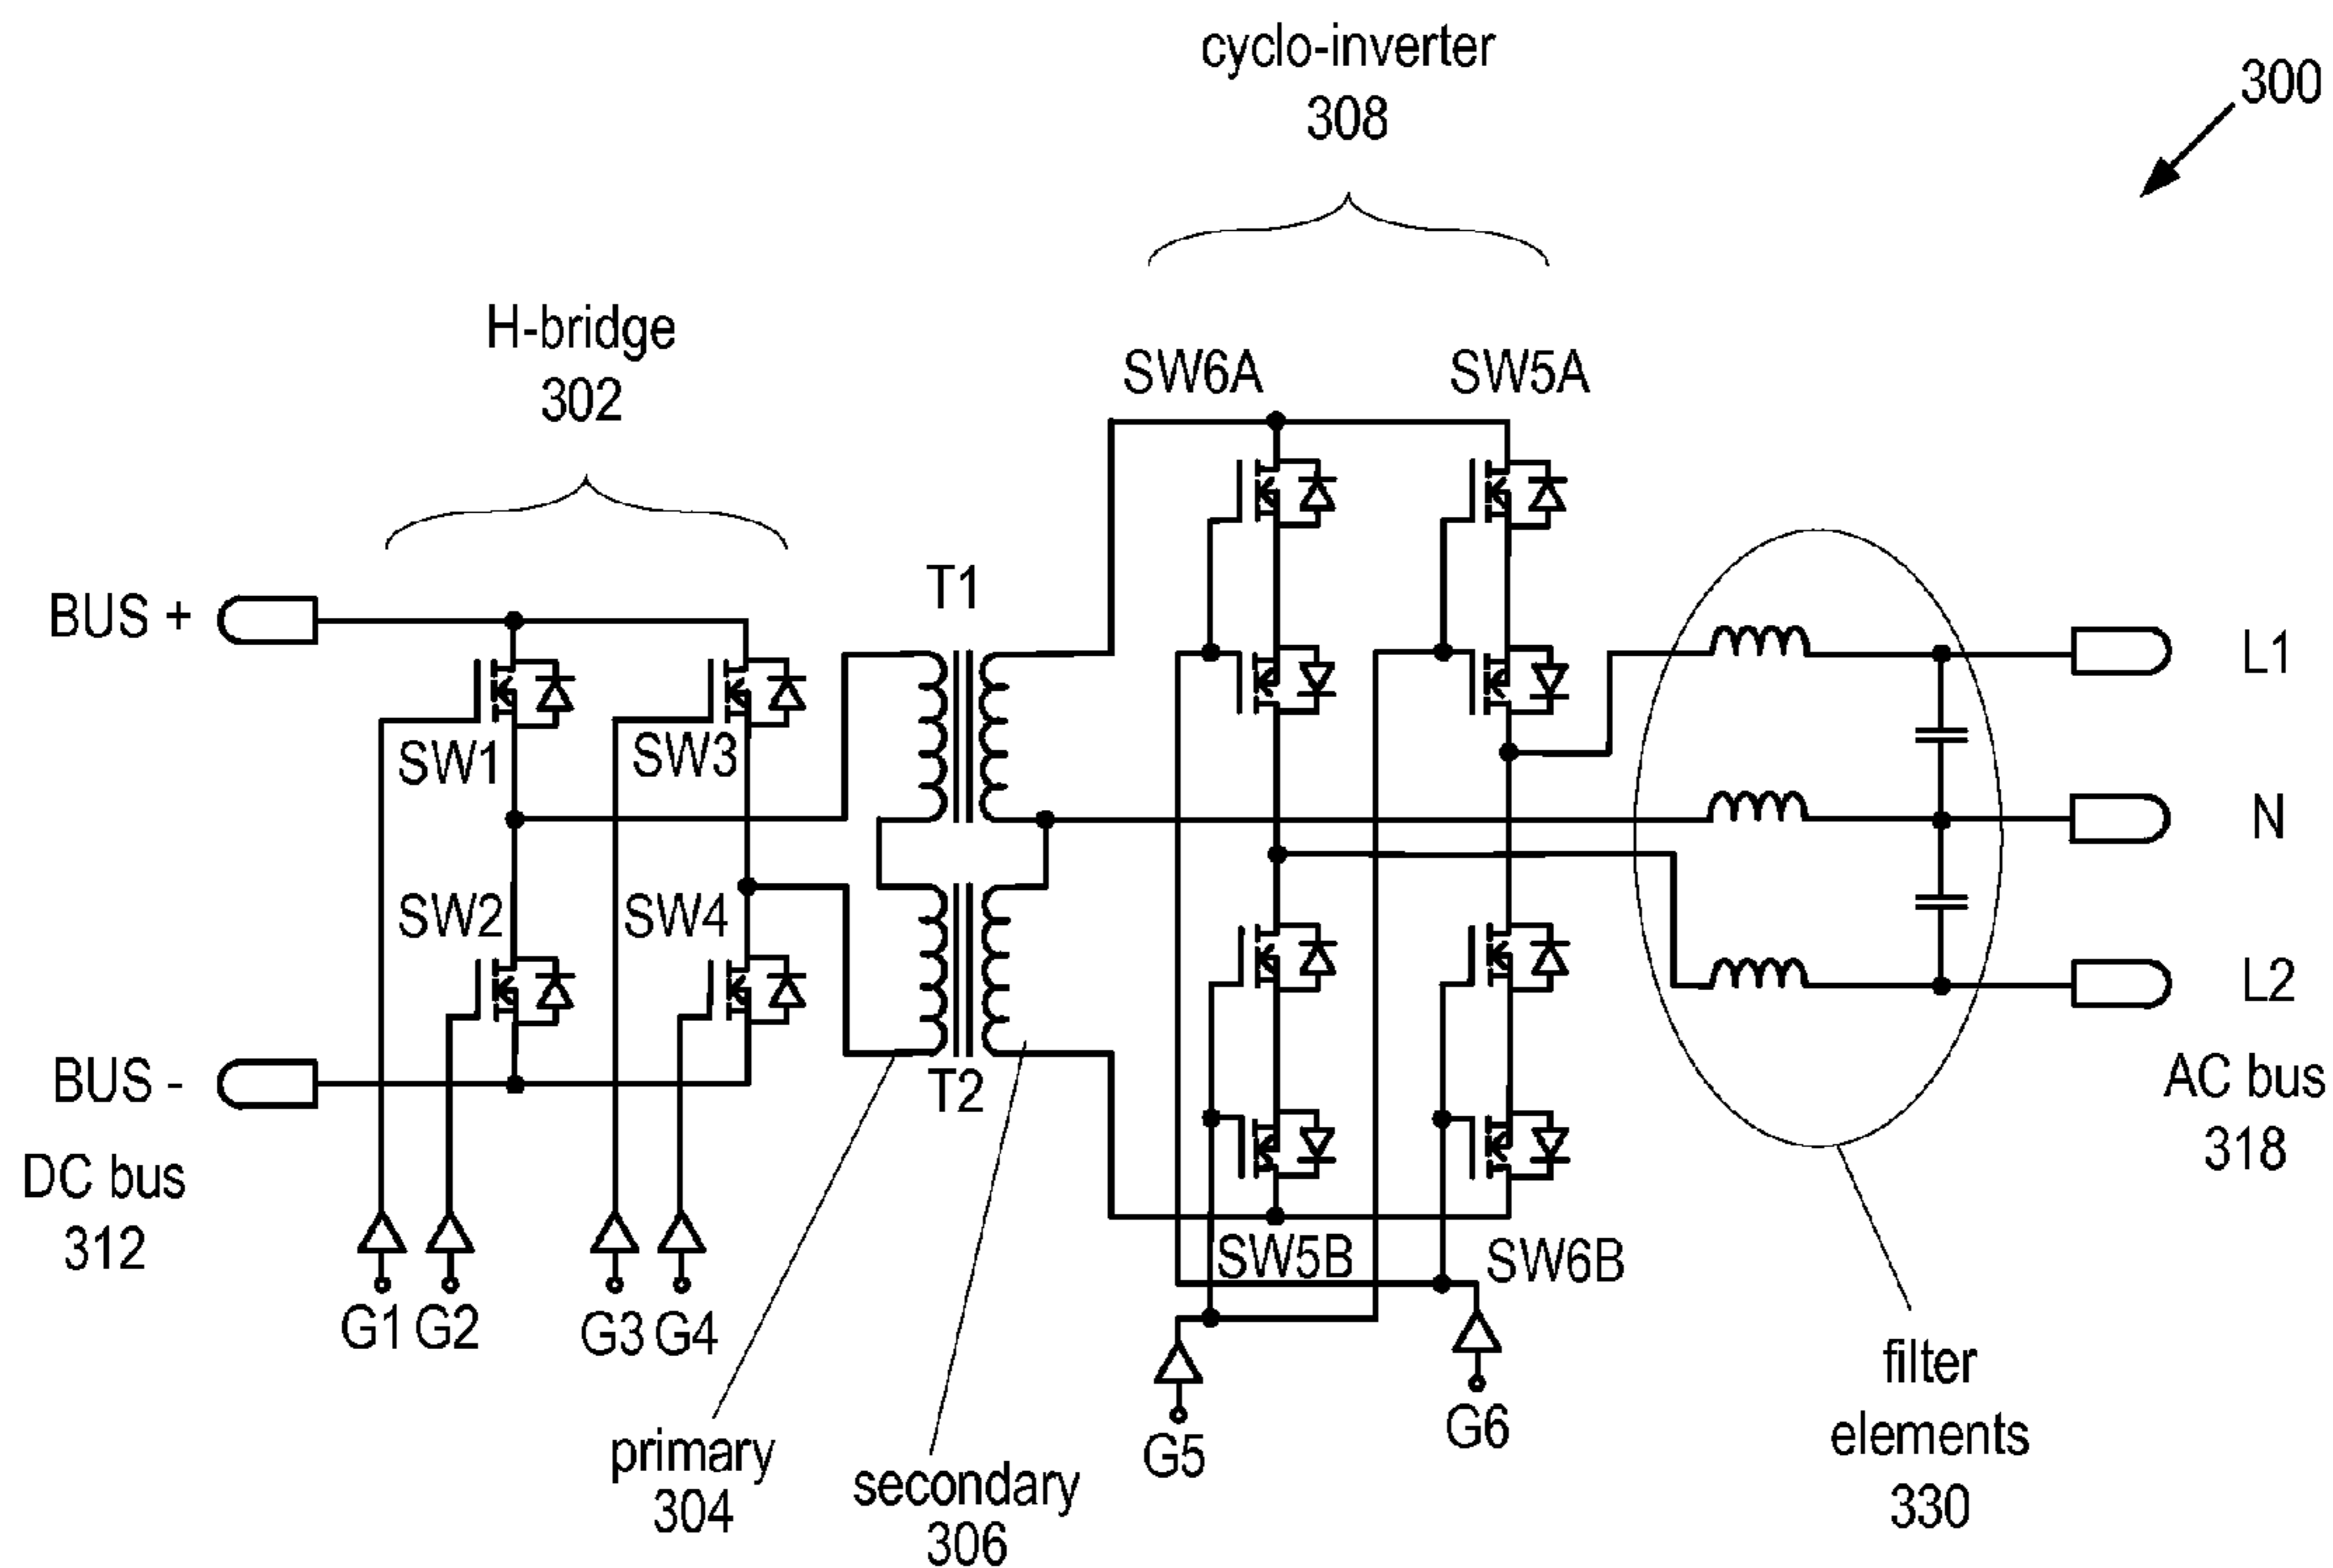 cyclo-inverter
308
300
H-bridge
302
SW6A
SW5A
BUS +
T1
L1
SW1
SW3
N
SW2
SW4
L2
BUS -
T2
AC bus
318
DC bus
312
SW5B
SW6B
G1
G2
G3
G4
filter
elements
330
G5
G6
primary
304
secondary
306